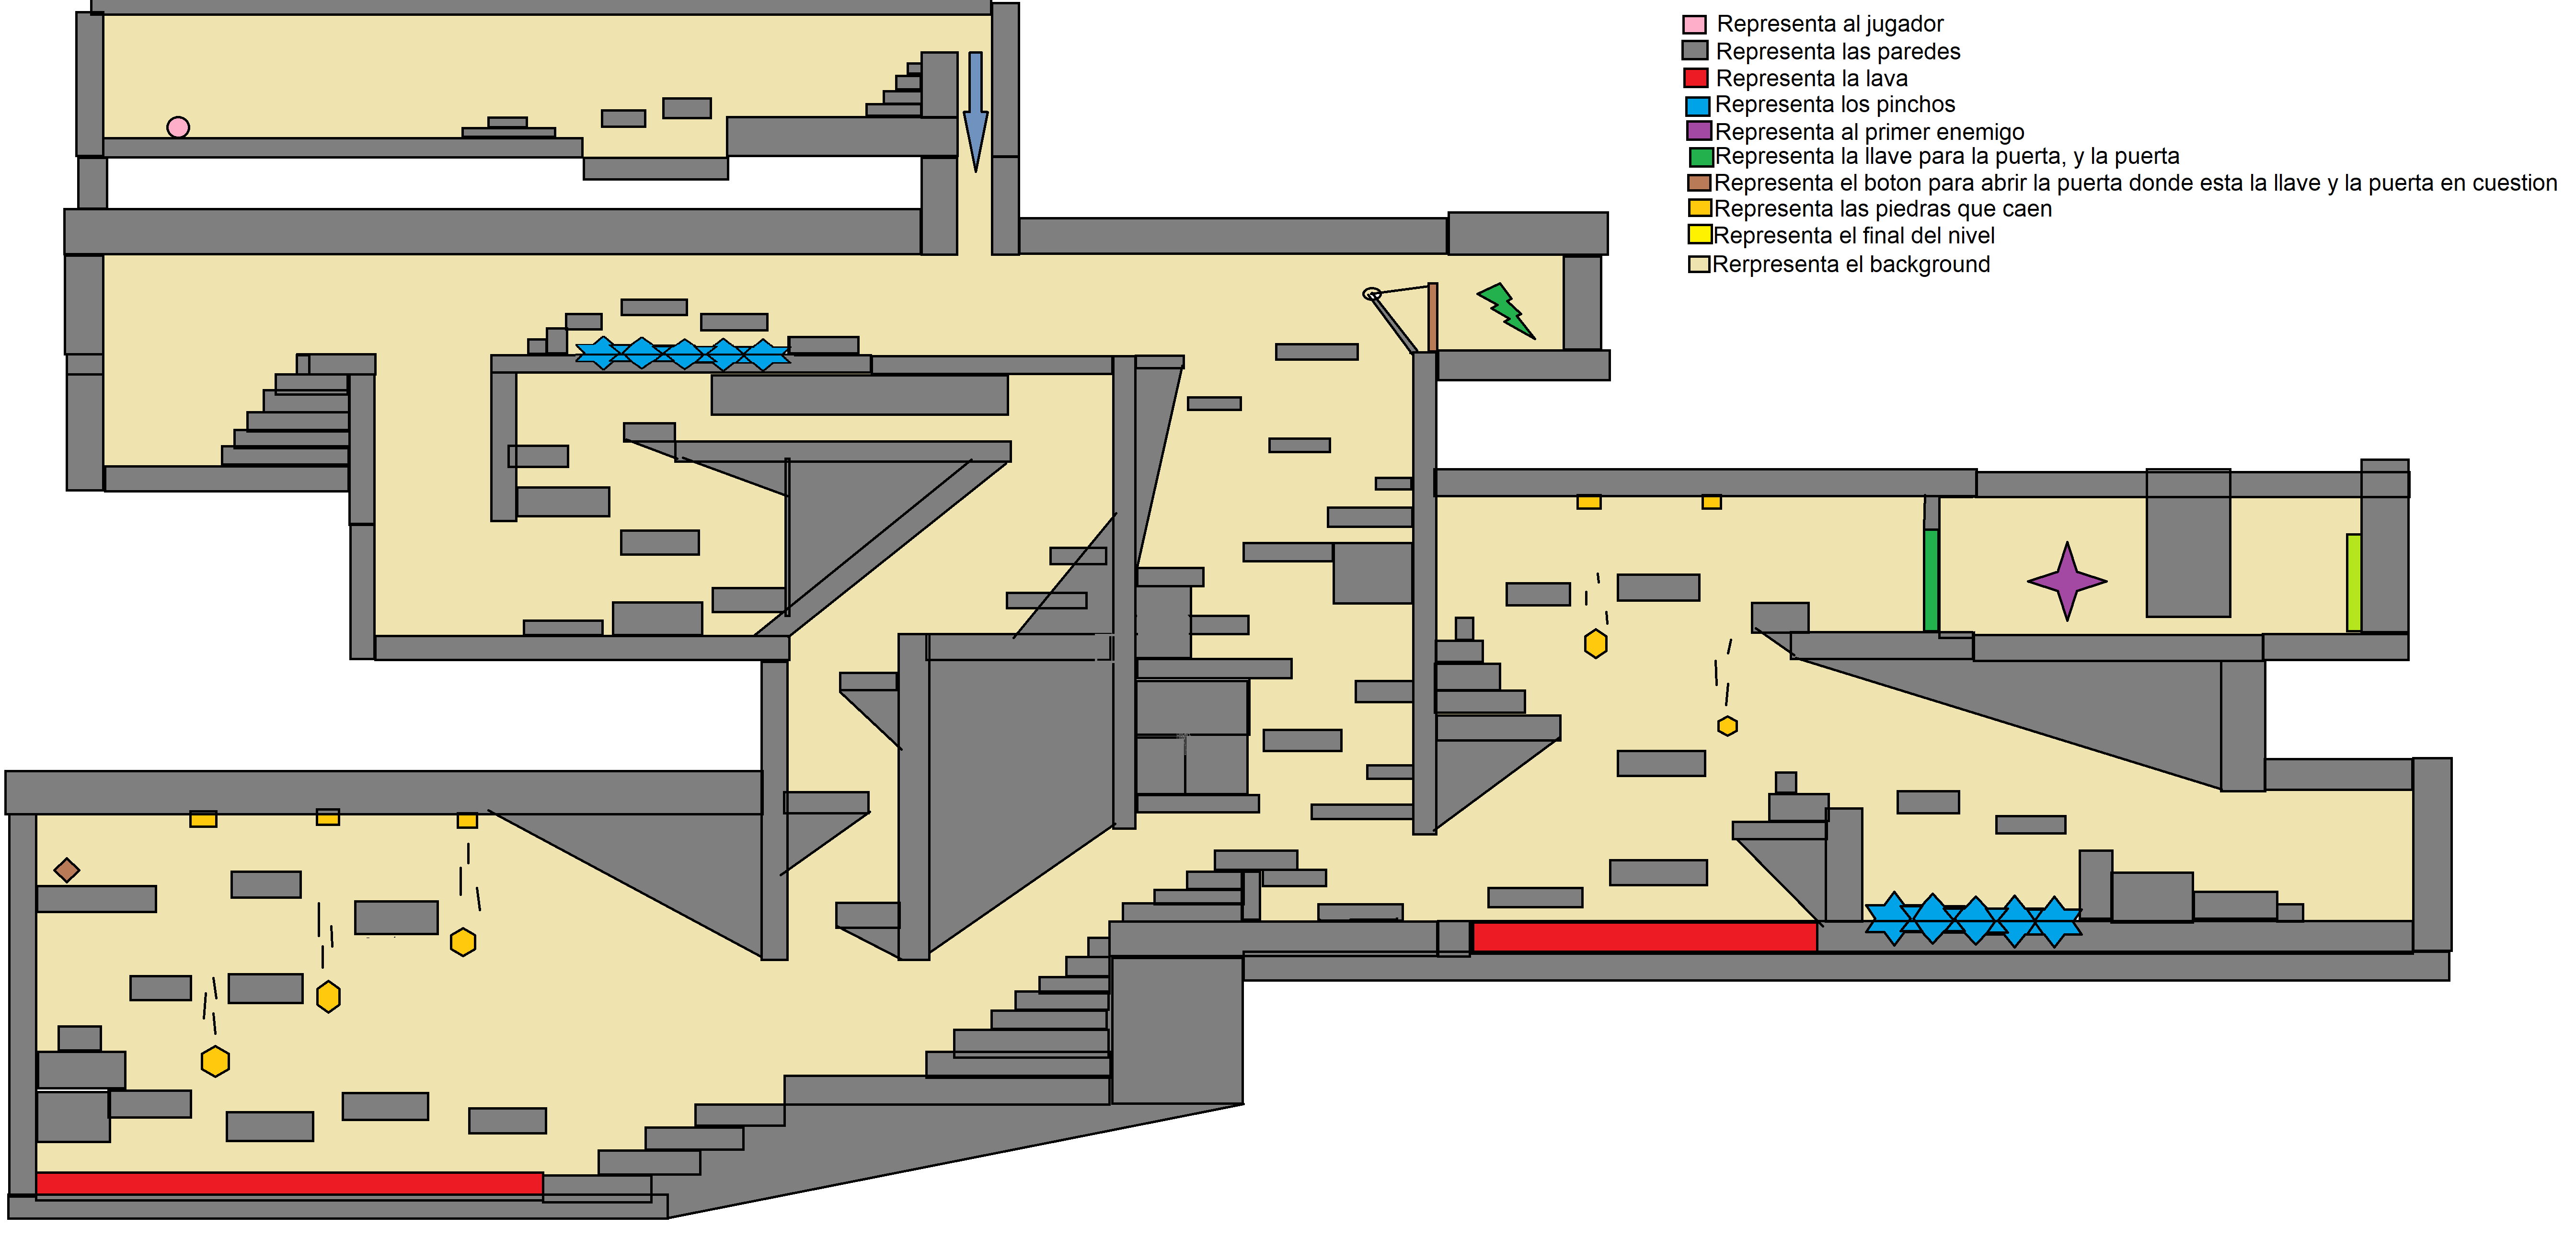 Representa al jugador
Representa las paredes
Representa la lava
Representa los pinchos
Representa al primer enemigo
Representa la llave para la puerta, y la puerta
Representa el boton para abrir la puerta donde esta la llave y la puerta en cuestion
Representa las piedras que caen
Representa el final del nivel
Rerpresenta el background